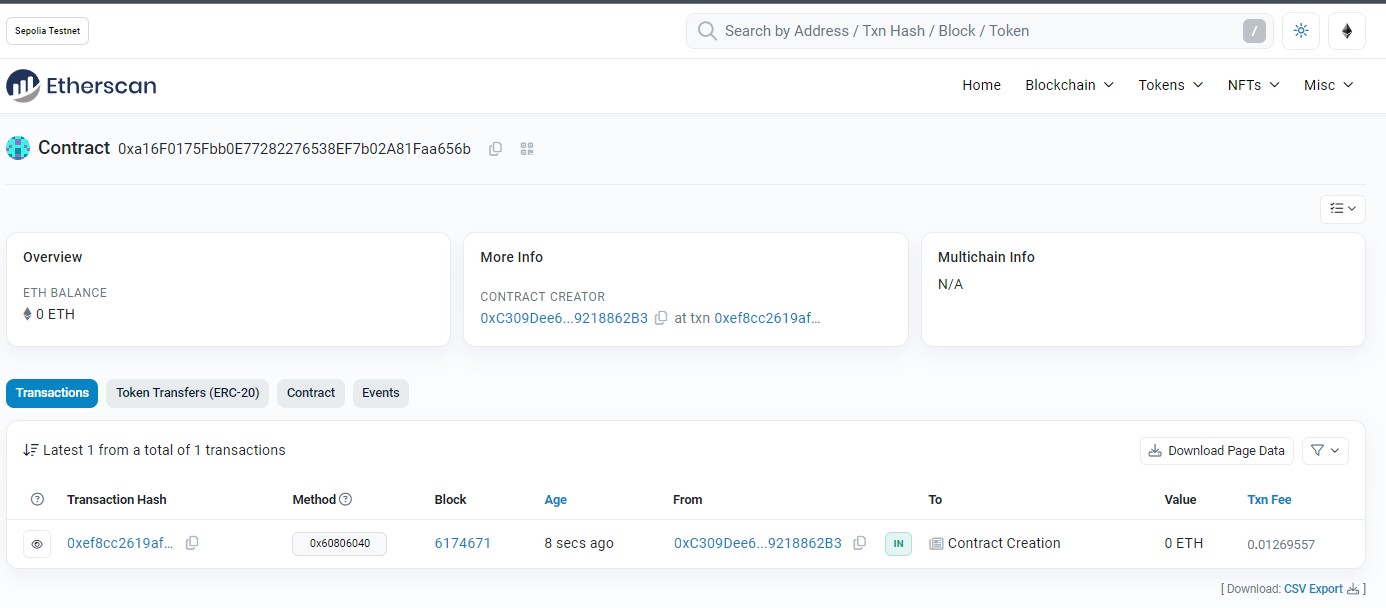 Sepolia Testnet
Search by Address / Txn Hash / Block / Token
/
Etherscan
Home Blockchain Tokens NFTs Misc
Contract 0xa16F0175Fbb0E77282276538EF7b02A81Faa656b
Overview
ETH BALANCE
0 ETH
More Info
CONTRACT CREATOR
0xC309Dee6...9218862B3 at txn 0xef8cc2619af...
Multichain Info
N/A
Transactions Token Transfers (ERC-20) Contract Events
Latest 1 from a total of 1 transactions
Download Page Data
Transaction Hash Method Block Age From To Value Txn Fee
0xef8cc2619af... 0x60806040 6174671 8 secs ago 0xC309Dee6...9218862B3 IN Contract Creation 0 ETH 0.01269557
[ Download: CSV Export ]